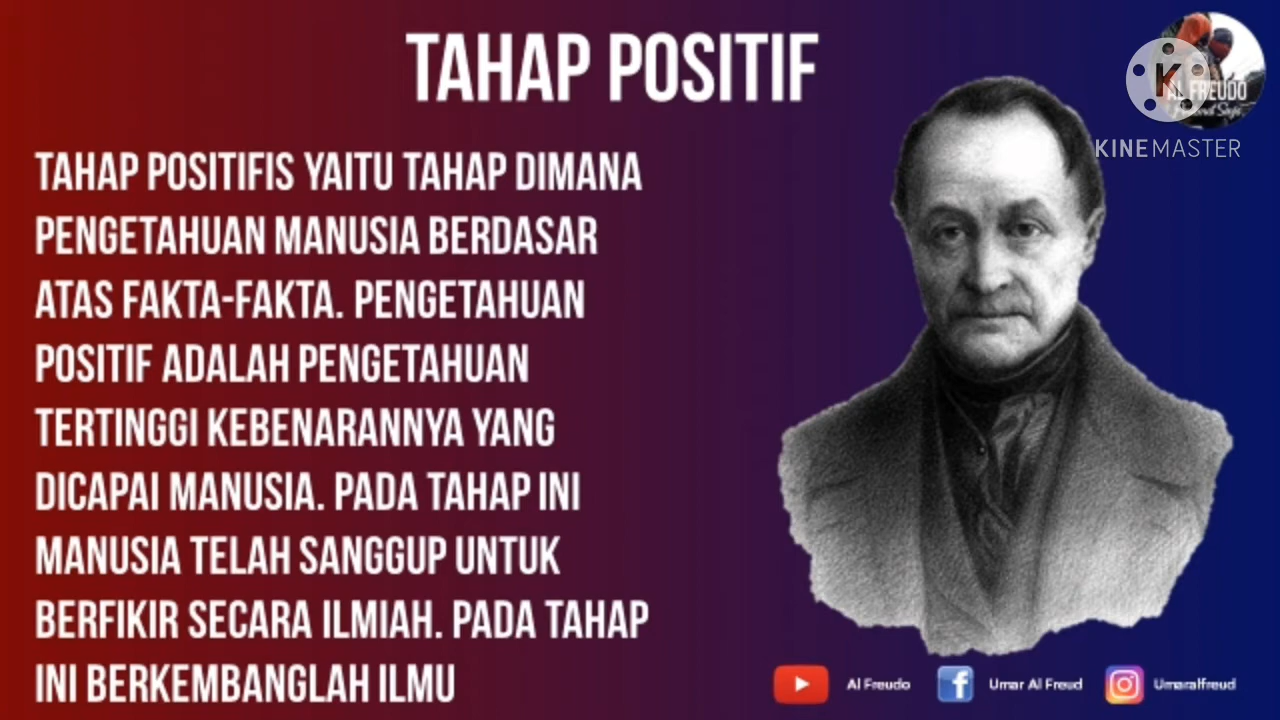 TAHAP POSITIF
TAHAP POSITIFIS YAITU TAHAP DIMANA
PENGETAHUAN MANUSIA BERDASAR
ATAS FAKTA-FAKTA. PENGETAHUAN
POSITIF ADALAH PENGETAHUAN
TERTINGGI KEBENARANNYA YANG
DICAPAI MANUSIA. PADA TAHAP INI
MANUSIA TELAH SANGGUP UNTUK
BERFIKIR SECARA ILMIAH. PADA TAHAP
INI BERKEMBANGLAH ILMU
K
AL FREUDO
KINEMASTER
Al Freudo
Umar Al Freud
Umaralfreud